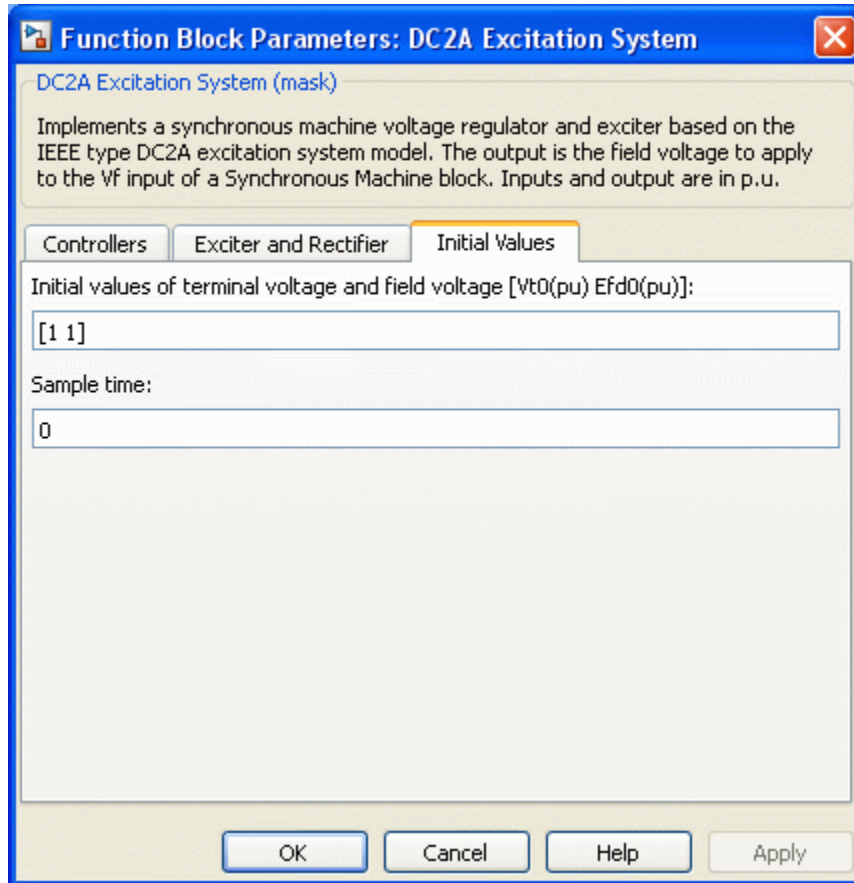 Function Block Parameters: DC2A Excitation System
DC2A Excitation System (mask)
Implements a synchronous machine voltage regulator and exciter based on the
IEEE type DC2A excitation system model. The output is the field voltage to apply
to the Vf input of a Synchronous Machine block. Inputs and output are in p.u.
Controllers Exciter and Rectifier Initial Values
Initial values of terminal voltage and field voltage [Vt0(pu) Efd0(pu)]:
[1 1]
Sample time:
0
OK Cancel Help Apply